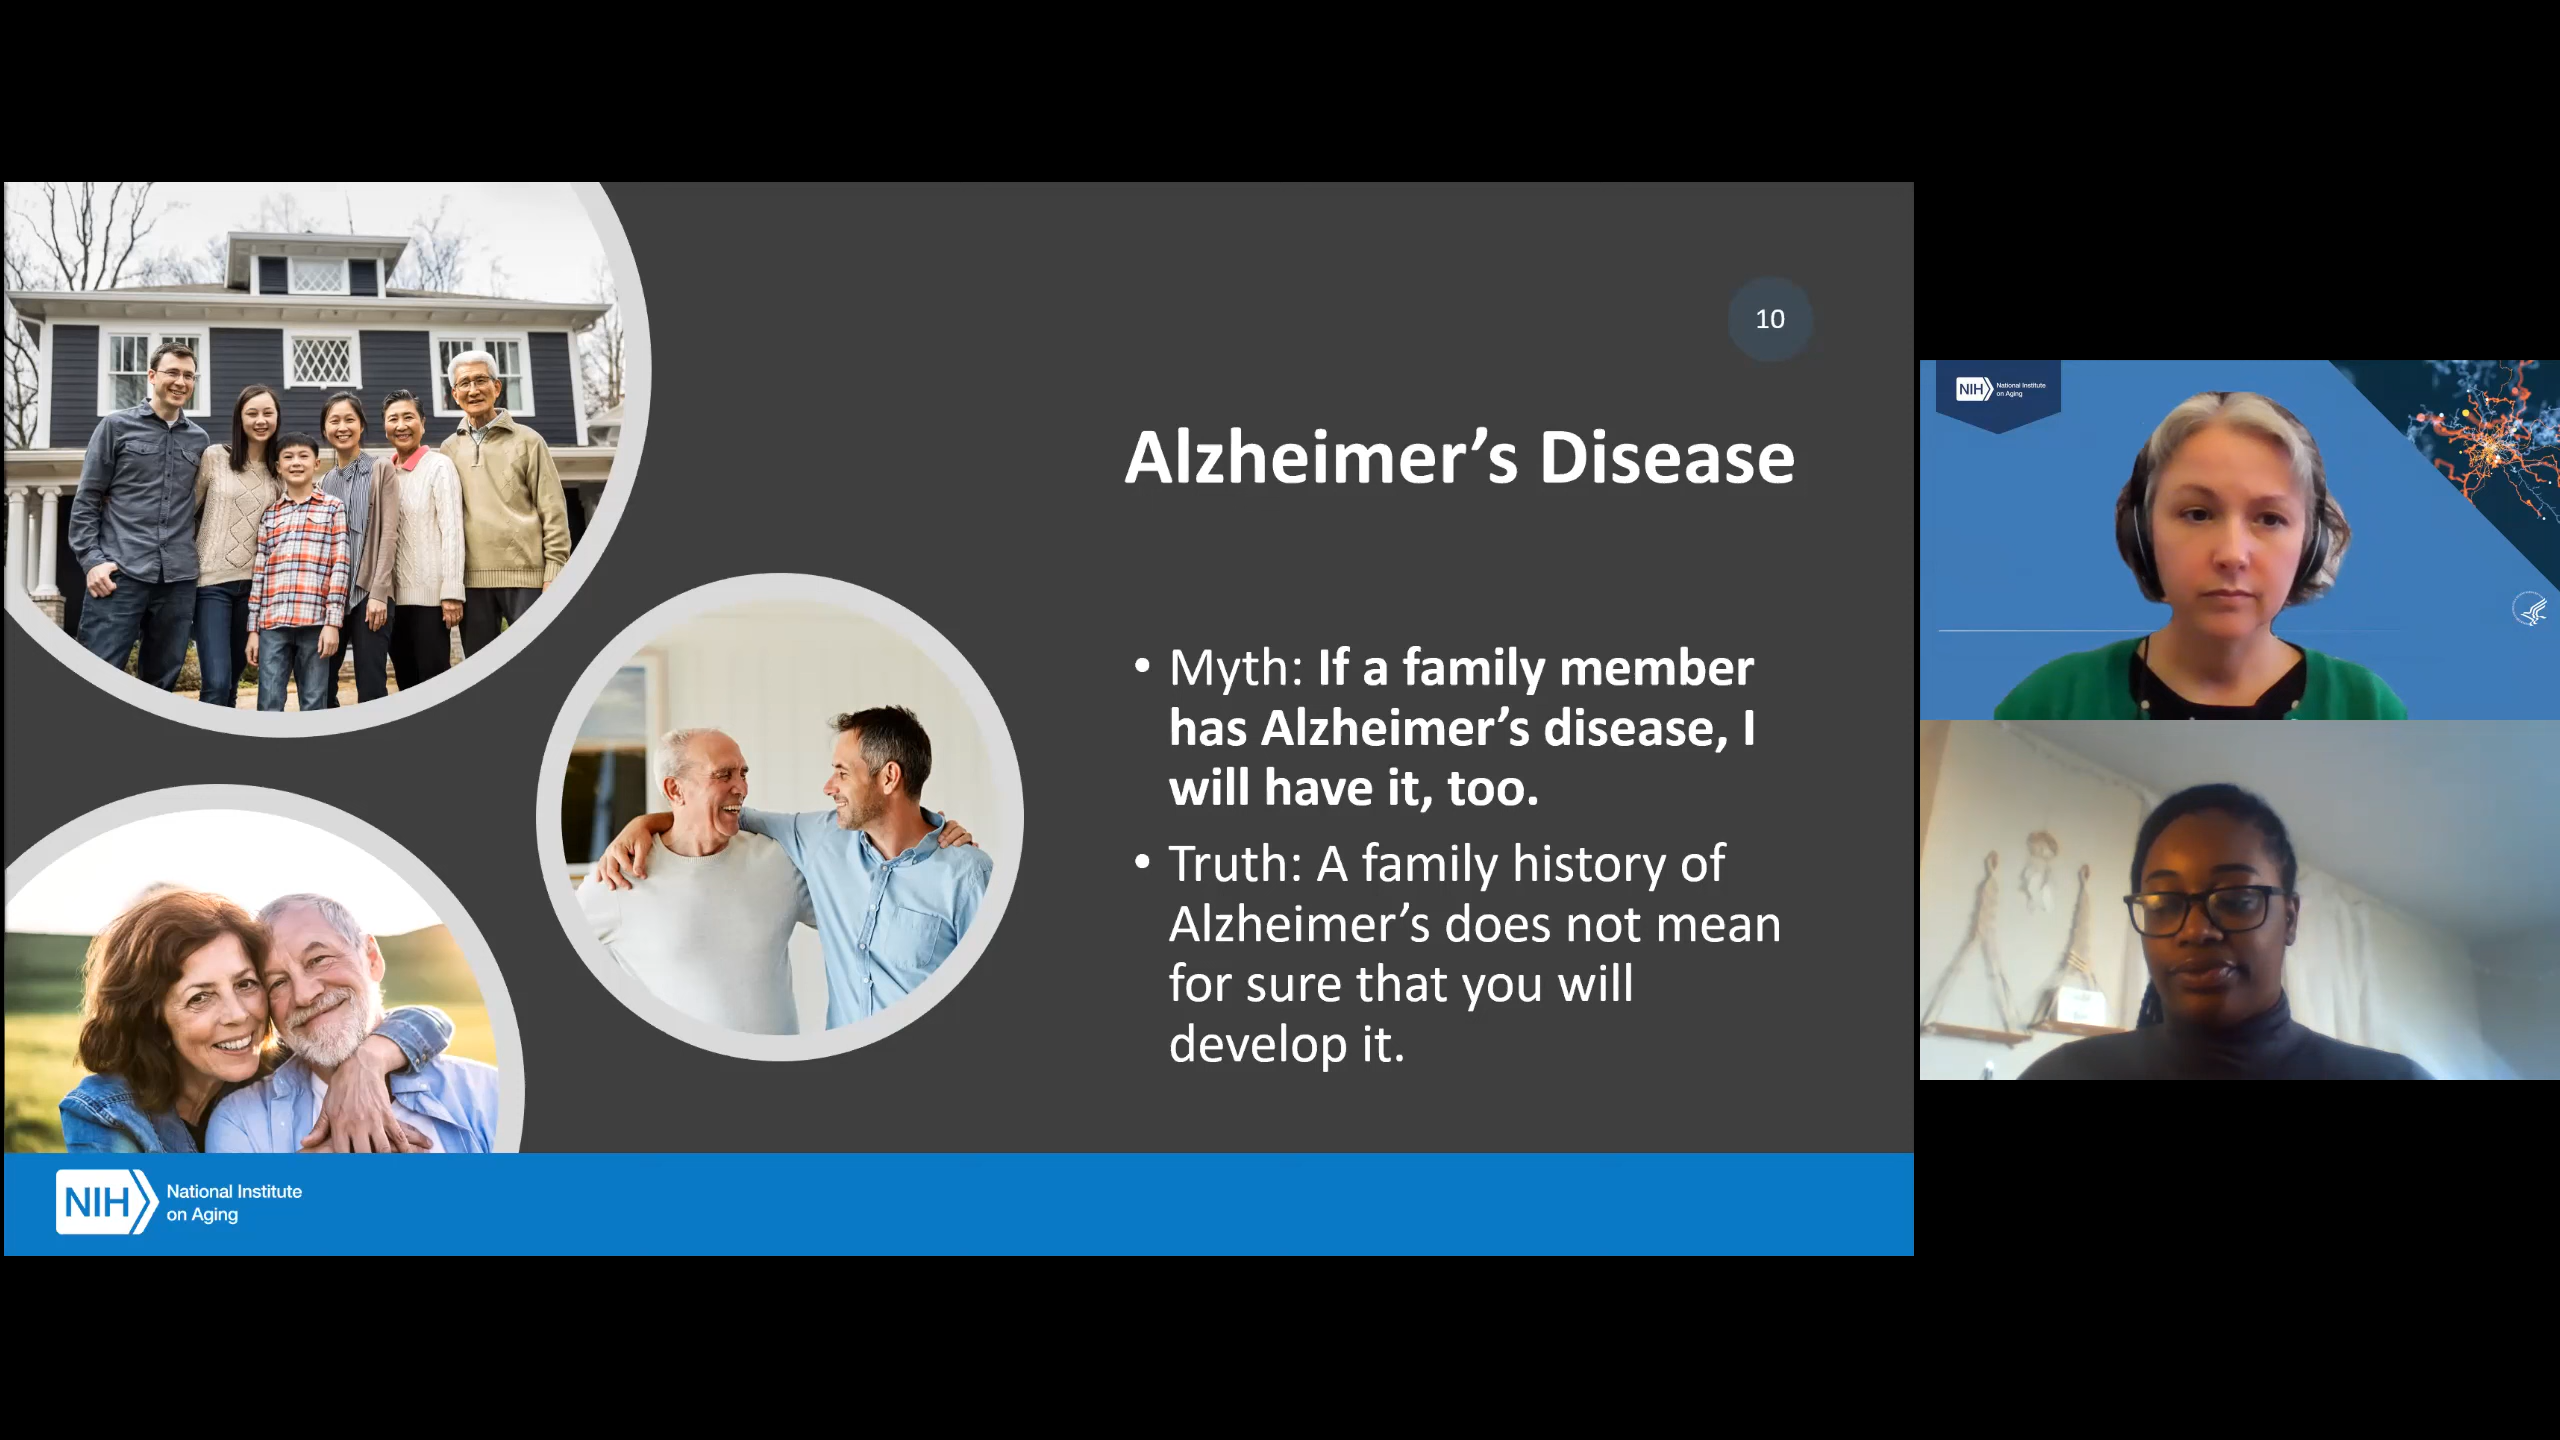 10
Alzheimer’s Disease
• Myth: If a family member
has Alzheimer’s disease, I
will have it, too.
• Truth: A family history of
Alzheimer’s does not mean
for sure that you will
develop it.
NIH National Institute
on Aging
NIH National Institute
on Aging